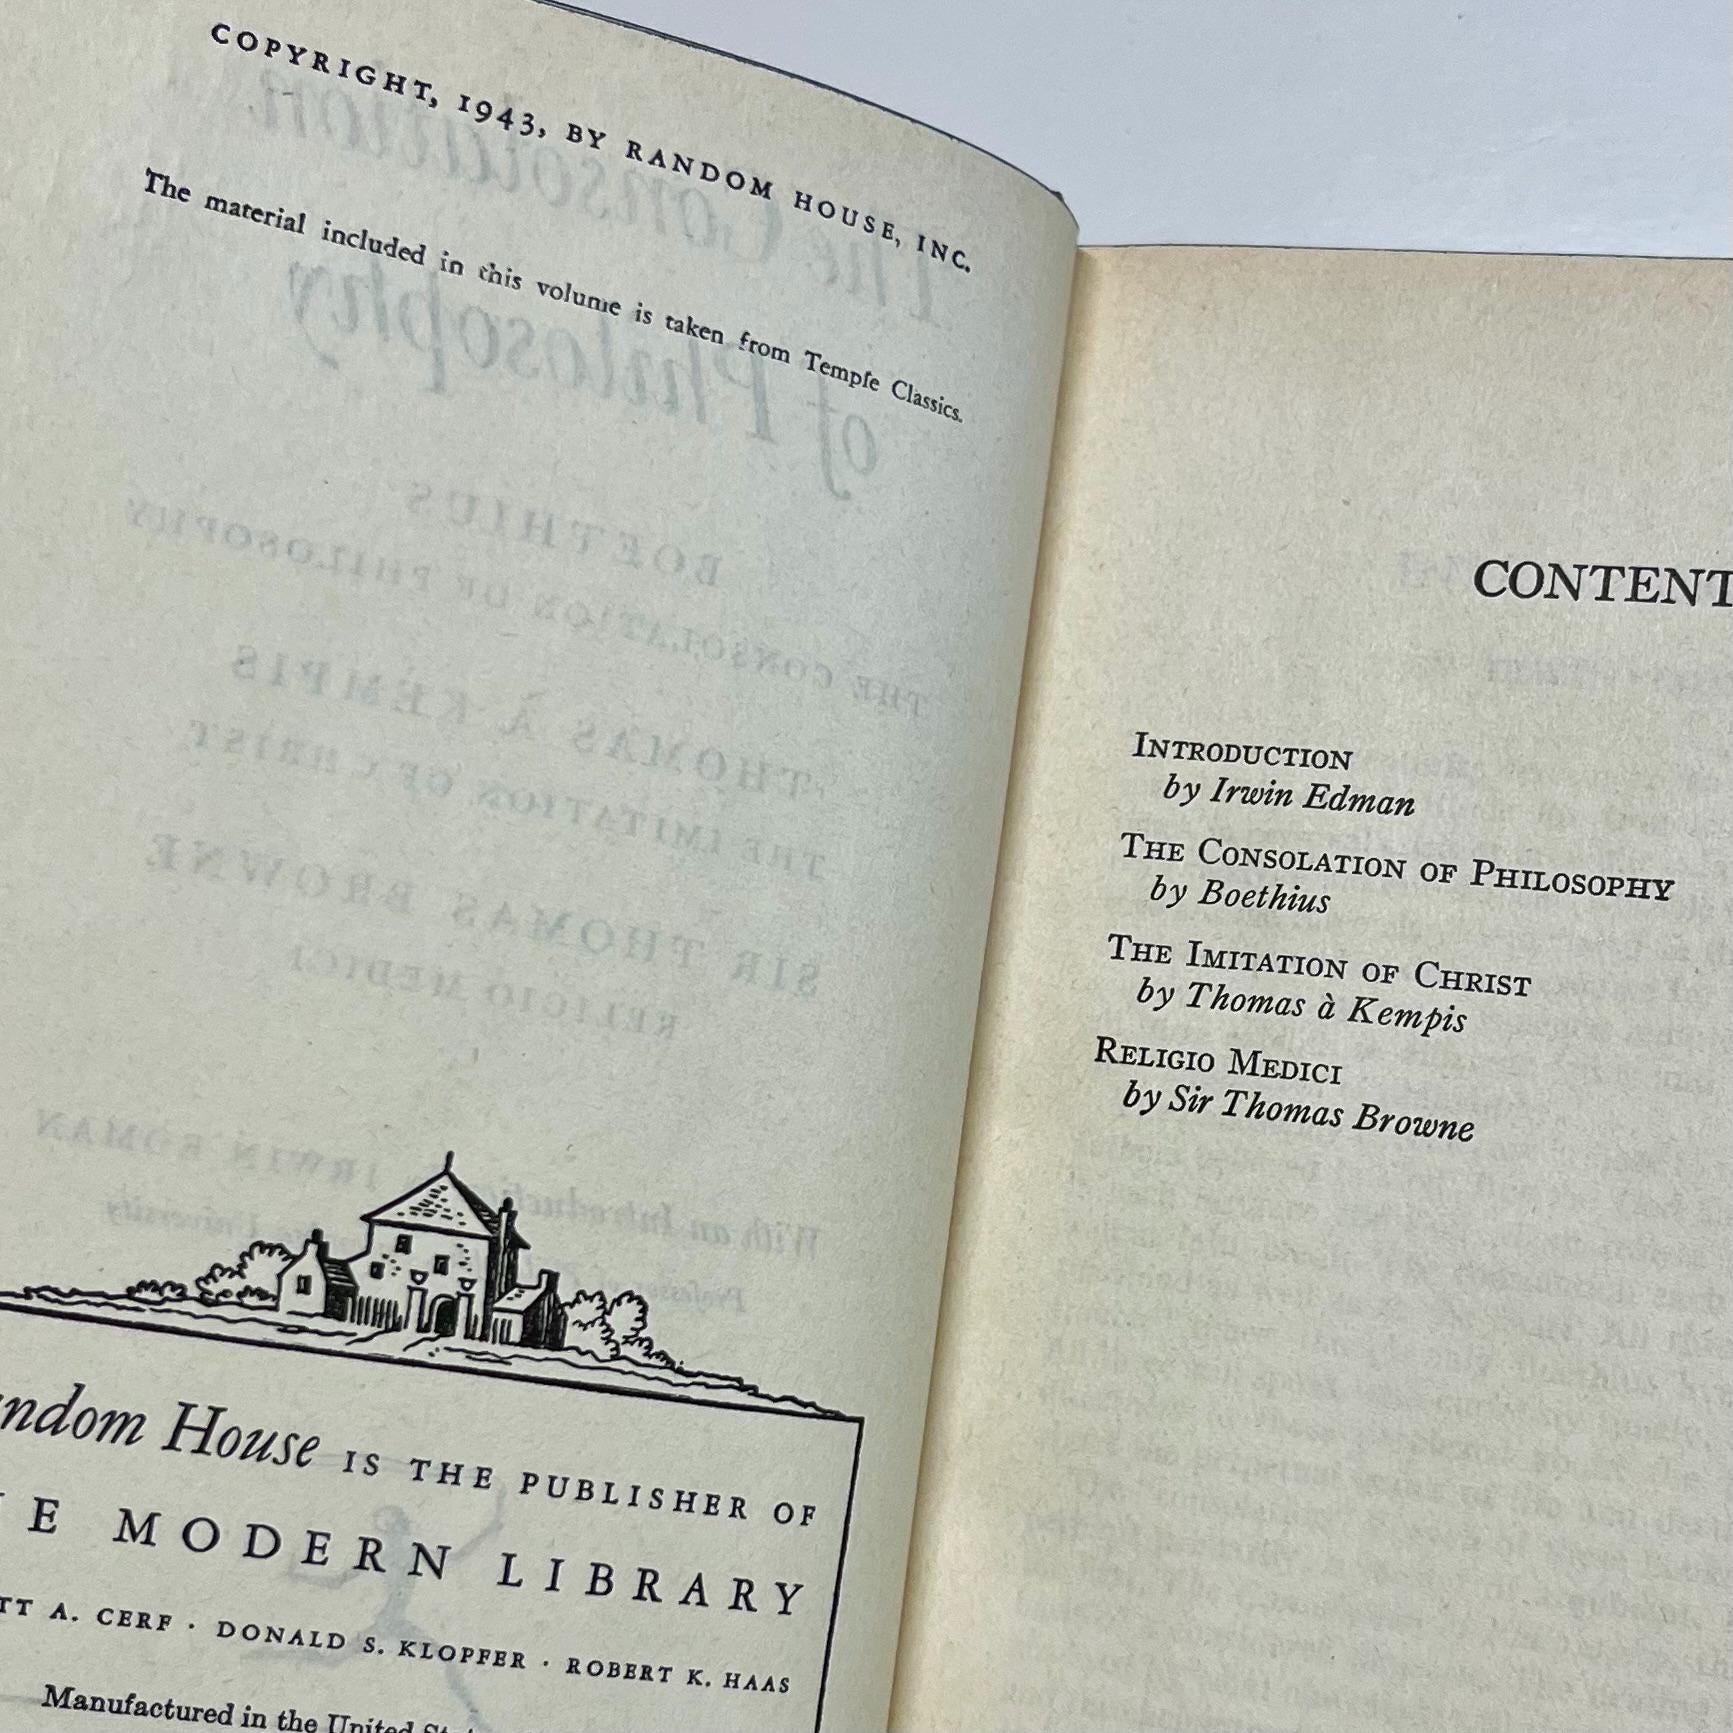 COPYRIGHT, 1943, BY RANDOM HOUSE, INC.
The material included in this volume is taken from Temple Classics.
ndom House IS THE PUBLISHER OF
E MODERN LIBRARY
TT A. CERF · DONALD S. KLOPFER · ROBERT K. HAAS
Manufactured in the United
CONTENT
INTRODUCTION
by Irwin Edman
THE CONSOLATION OF PHILOSOPHY
by Boethius
THE IMITATION OF CHRIST
by Thomas à Kempis
RELIGIO MEDICI
by Sir Thomas Browne